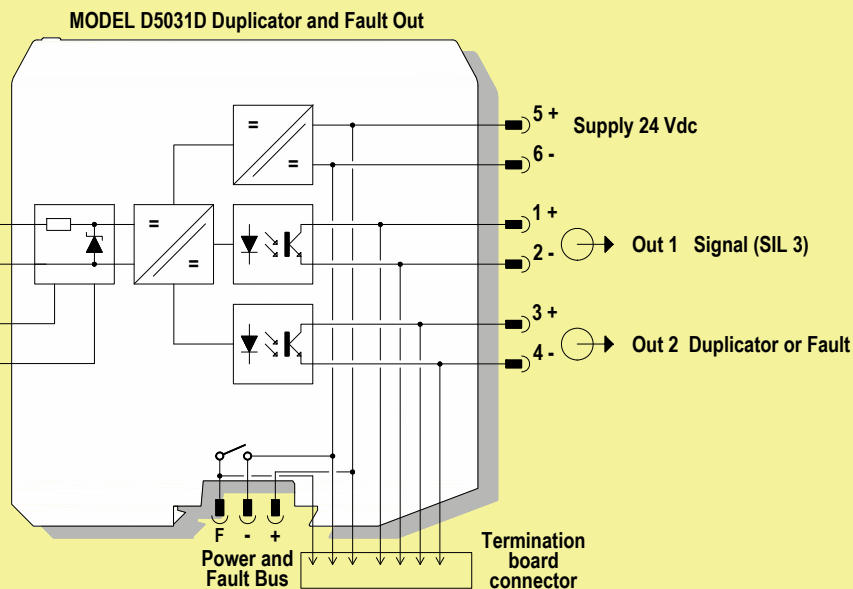 MODEL D5031D Duplicator and Fault Out
5 +
Supply 24 Vdc
6 -
=
=
1 +
=
=
2 -
Out 1 Signal (SIL 3)
3 +
4 -
Out 2 Duplicator or Fault
F - +
Power and
Fault Bus
Termination
board
connector